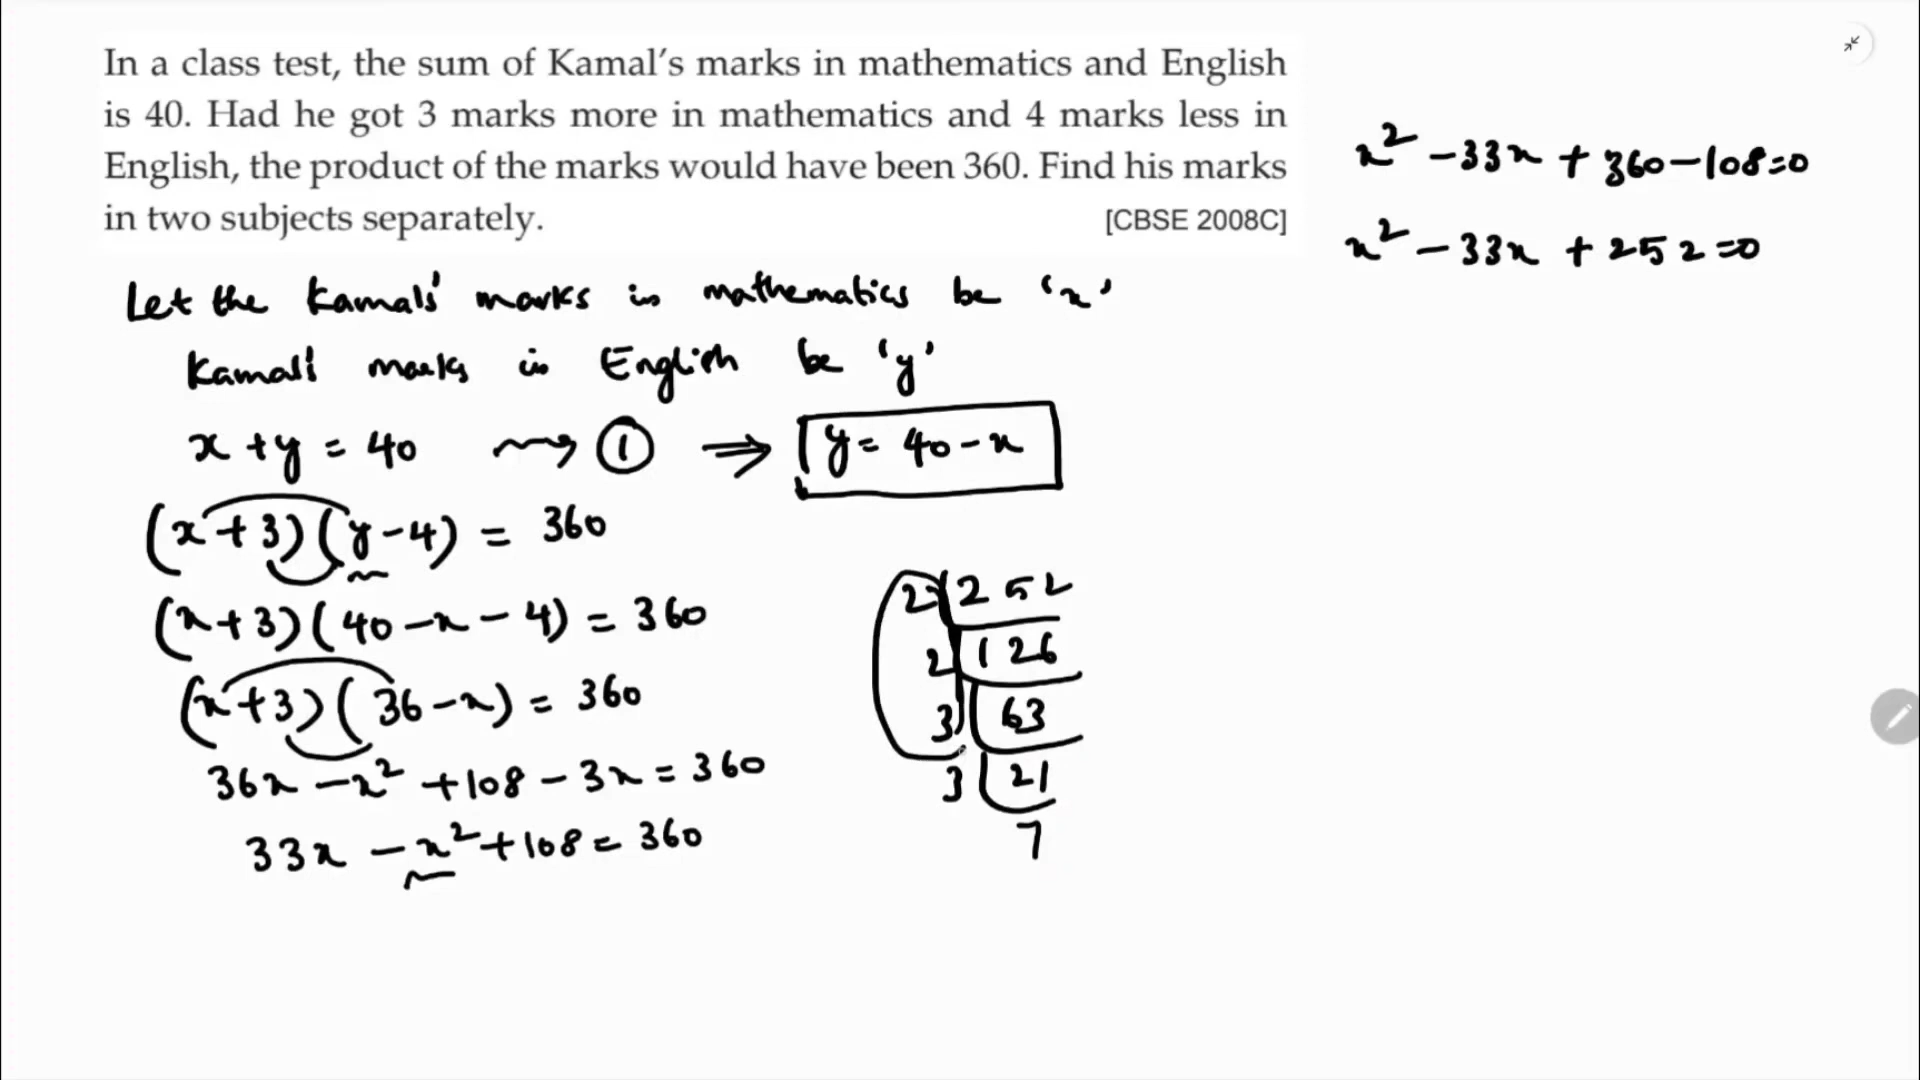 In a class test, the sum of Kamal's marks in mathematics and English
is 40. Had he got 3 marks more in mathematics and 4 marks less in
English, the product of the marks would have been 360. Find his marks
in two subjects separately. [CBSE 2008C]
Let the Kamals' marks in mathematics be 'x'
Kamals' marks in English be 'y'
x + y = 40 ⟿ ① ⟹ y = 40 - x
(x + 3) (y - 4) = 360
(x + 3) (40 - x - 4) = 360
(x + 3) (36 - x) = 360
36x - x² + 108 - 3x = 360
33x - x² + 108 = 360
2 252
2 126
3 63
3 21
7
x² - 33x + 360 - 108 = 0
x² - 33x + 252 = 0